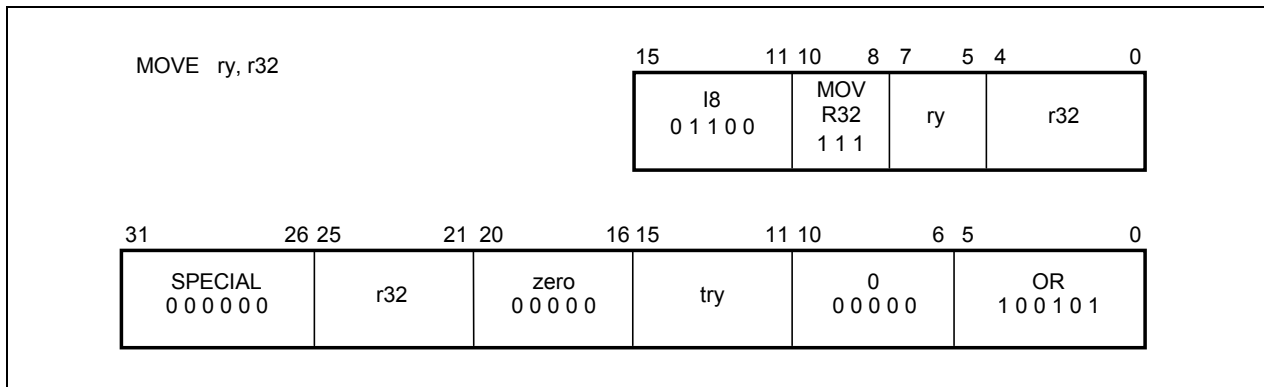 MOVE ry, r32
15 11 10 8 7 5 4 0
I8
0 1 1 0 0
MOV
R32
1 1 1
ry
r32
31 26 25 21 20 16 15 11 10 6 5 0
SPECIAL
0 0 0 0 0 0
r32
zero
0 0 0 0 0
try
0
0 0 0 0 0
OR
1 0 0 1 0 1